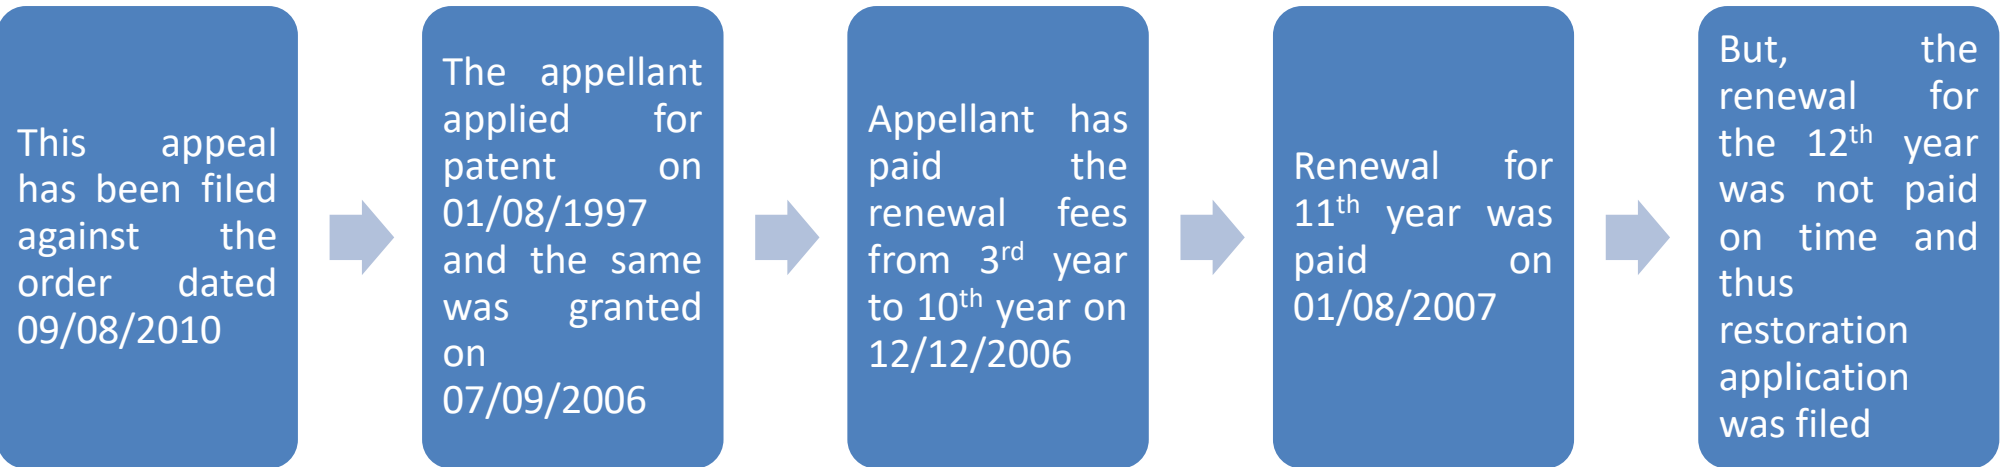 This appeal
has been filed
against the
order dated
09/08/2010
The appellant
applied for
patent on
01/08/1997
and the same
was granted
on
07/09/2006
Appellant has
paid the
renewal fees
from 3rd year
to 10th year on
12/12/2006
Renewal for
11th year was
paid on
01/08/2007
But, the
renewal for
the 12th year
was not paid
on time and
thus
restoration
application
was filed